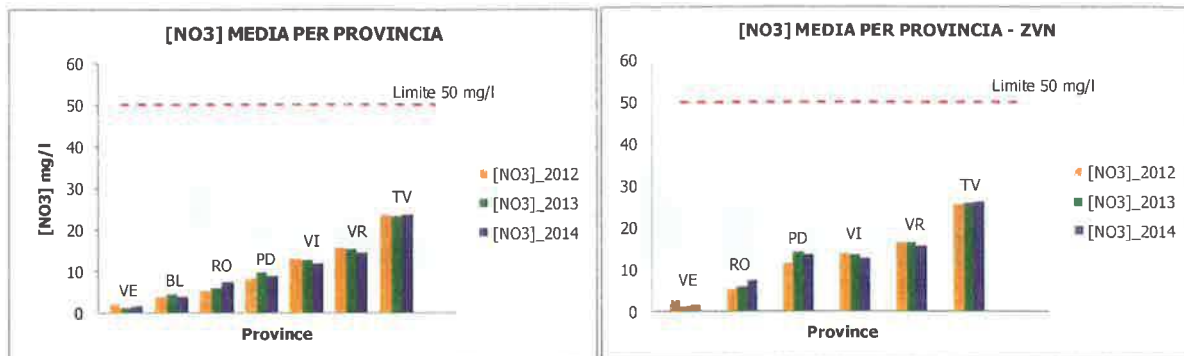 [NO3] MEDIA PER PROVINCIA
60
50
40
30
20
10
0
[NO3] mg/l
Limite 50 mg/l
VE
BL
RO
PD
VI
VR
TV
Province
[NO3]_2012
[NO3]_2013
[NO3]_2014
[NO3] MEDIA PER PROVINCIA - ZVN
60
50
40
30
20
10
0
Limite 50 mg/l
VE
RO
PD
VI
VR
TV
Province
[NO3]_2012
[NO3]_2013
[NO3]_2014